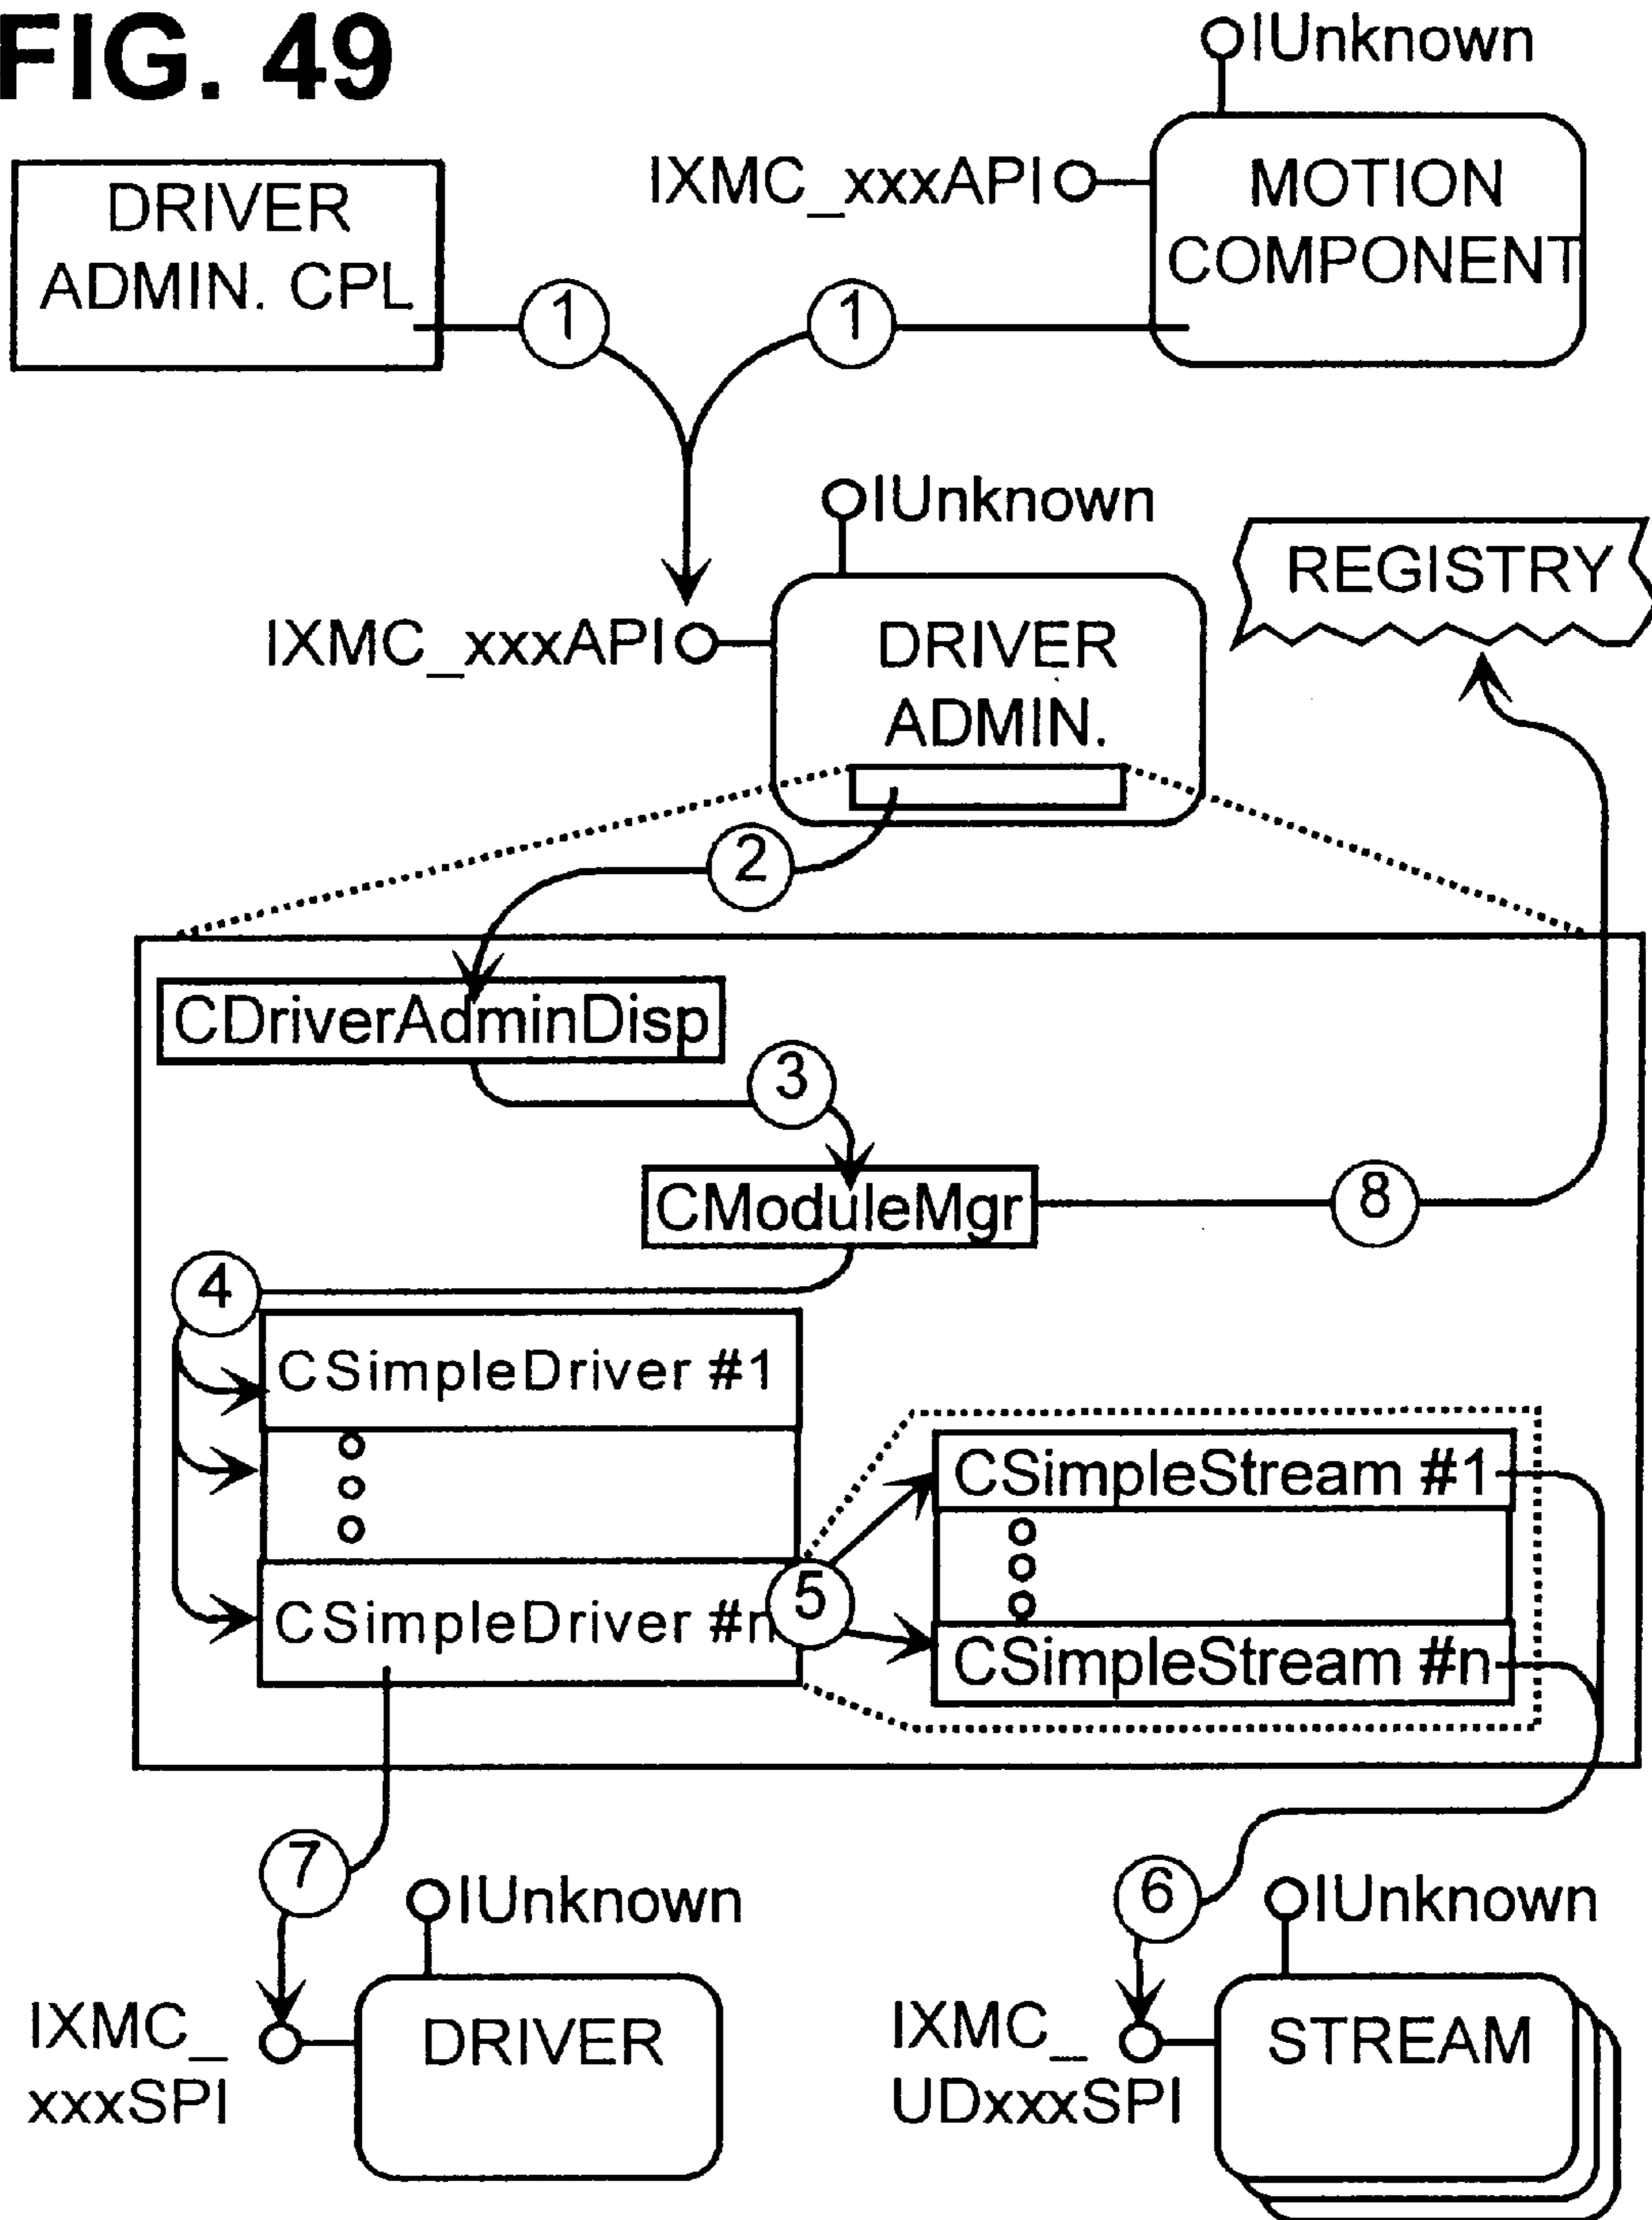 FIG. 49
IUnknown
DRIVER
ADMIN. CPL
IXMC_xxxAPI
MOTION
COMPONENT
1
1
IUnknown
REGISTRY
IXMC_xxxAPI
DRIVER
ADMIN.
2
CDriverAdminDisp
3
CModuleMgr
8
4
CSimpleDriver #1
CSimpleStream #1
5
CSimpleDriver #n
CSimpleStream #n
7
IUnknown
6
IUnknown
IXMC_
xxxSPI
DRIVER
IXMC_
UDxxxSPI
STREAM